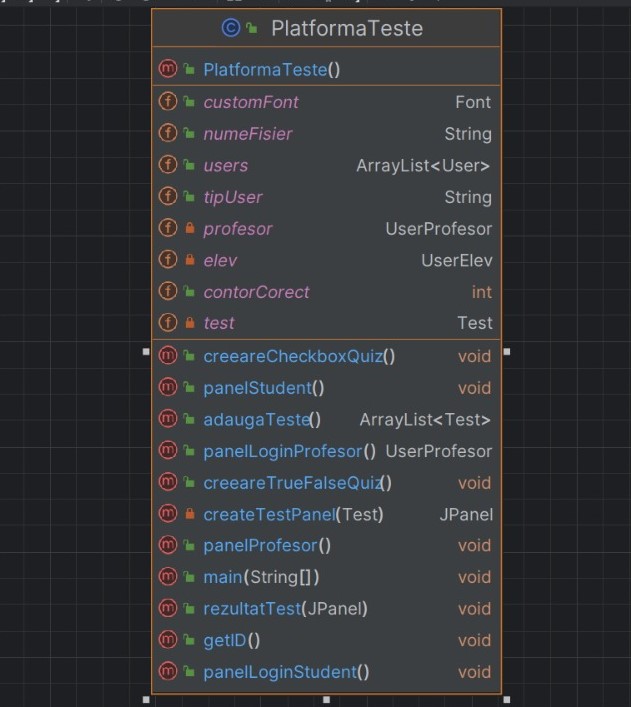 PlatformaTeste
PlatformaTeste()
customFont Font
numeFisier String
users ArrayList<User>
tipUser String
profesor UserProfesor
elev UserElev
contorCorect int
test Test
creeareCheckboxQuiz() void
panelStudent() void
adaugaTeste() ArrayList<Test>
panelLoginProfesor() UserProfesor
creeareTrueFalseQuiz() void
createTestPanel(Test) JPanel
panelProfesor() void
main(String[]) void
rezultatTest(JPanel) void
getID() void
panelLoginStudent() void